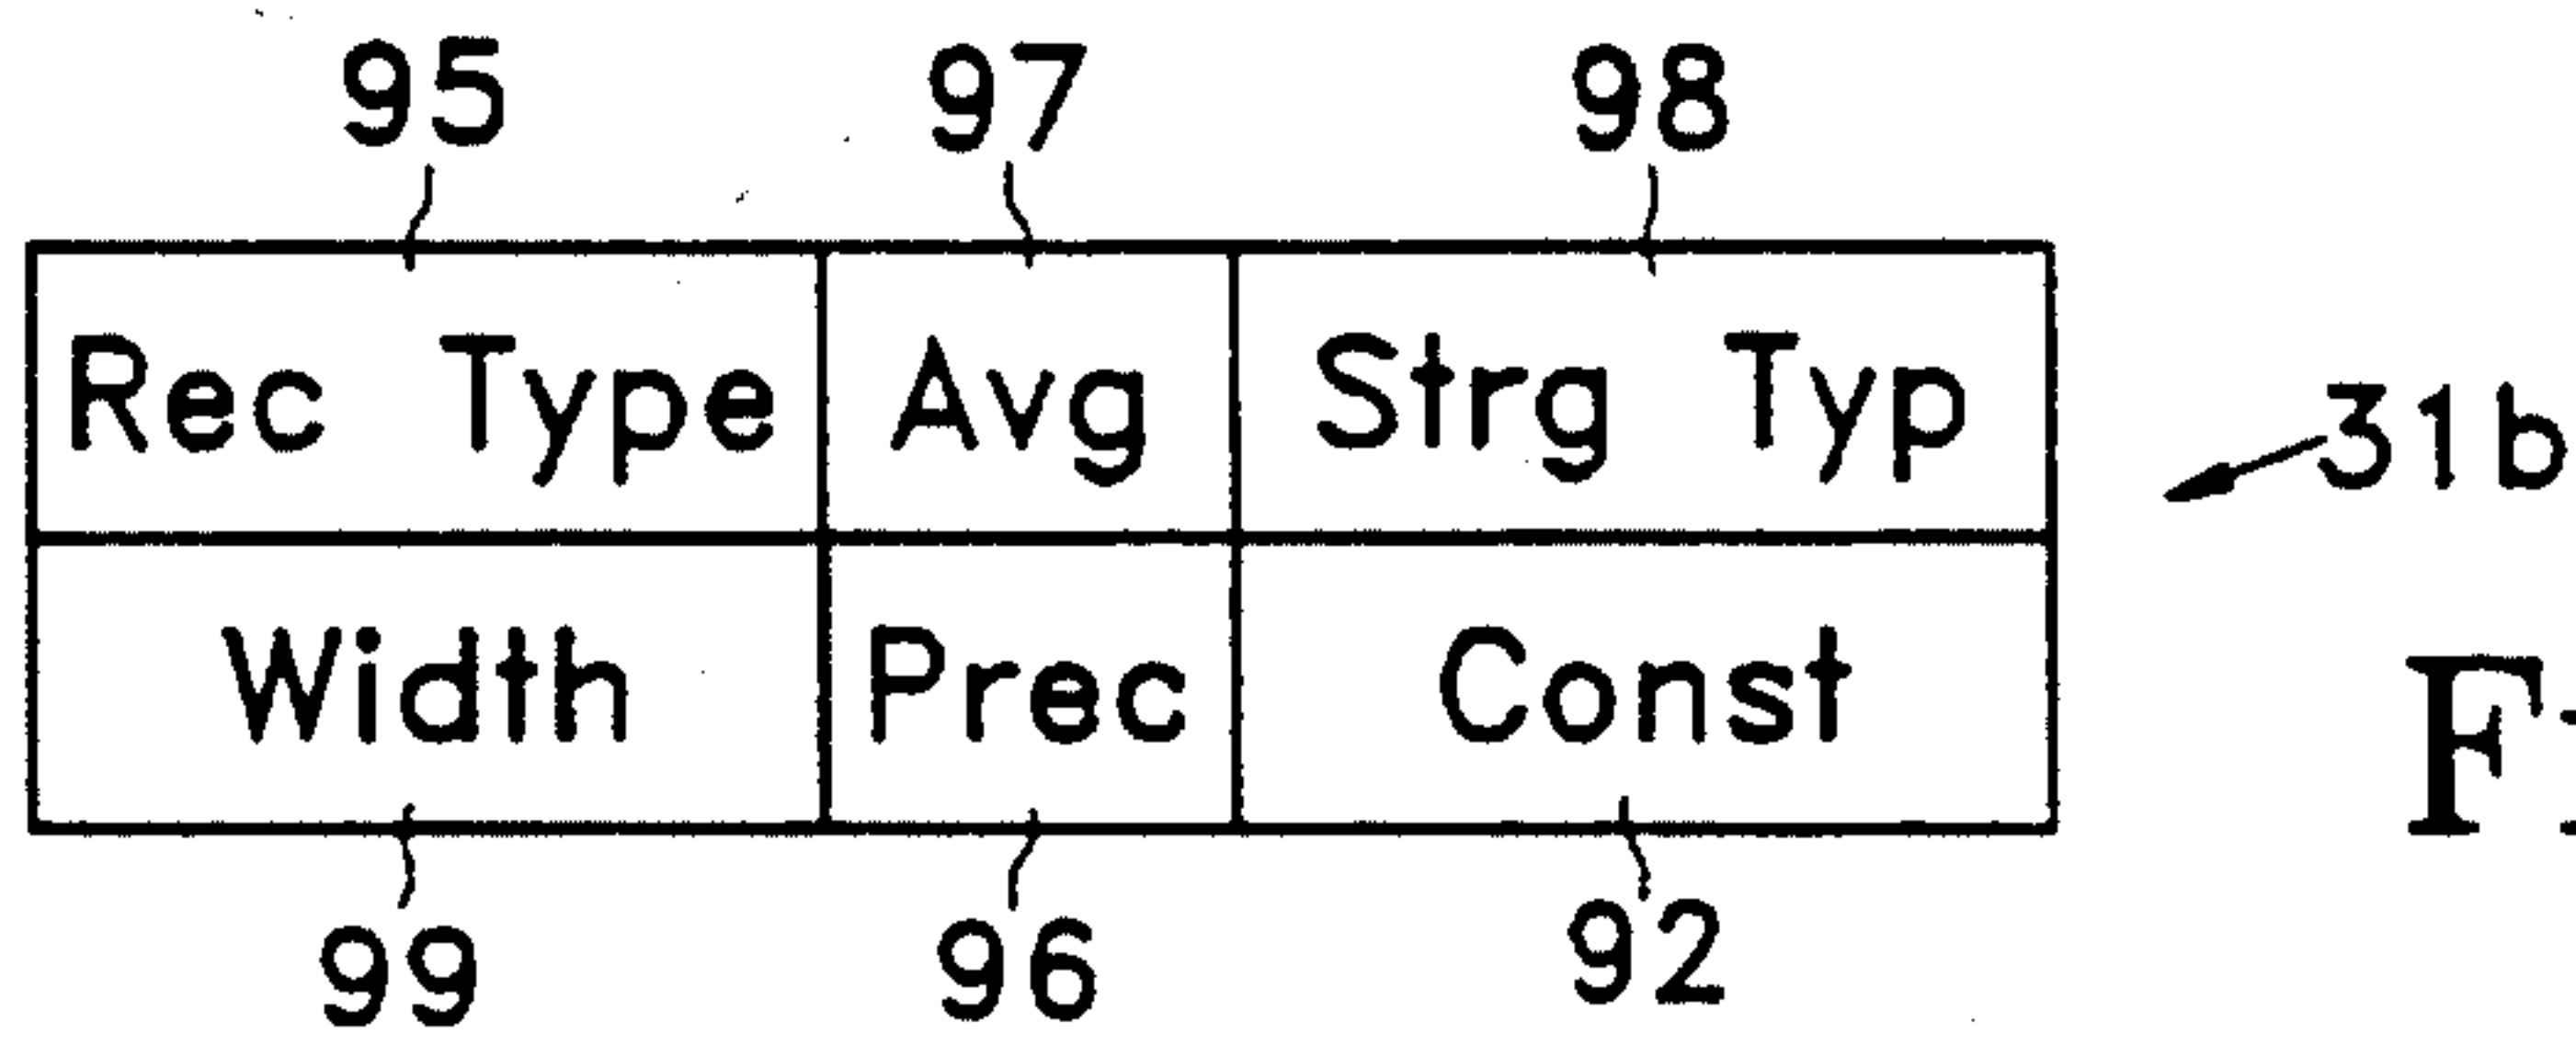 95 97 98
Rec Type Avg Strg Typ
31b
Width Prec Const
99 96 92